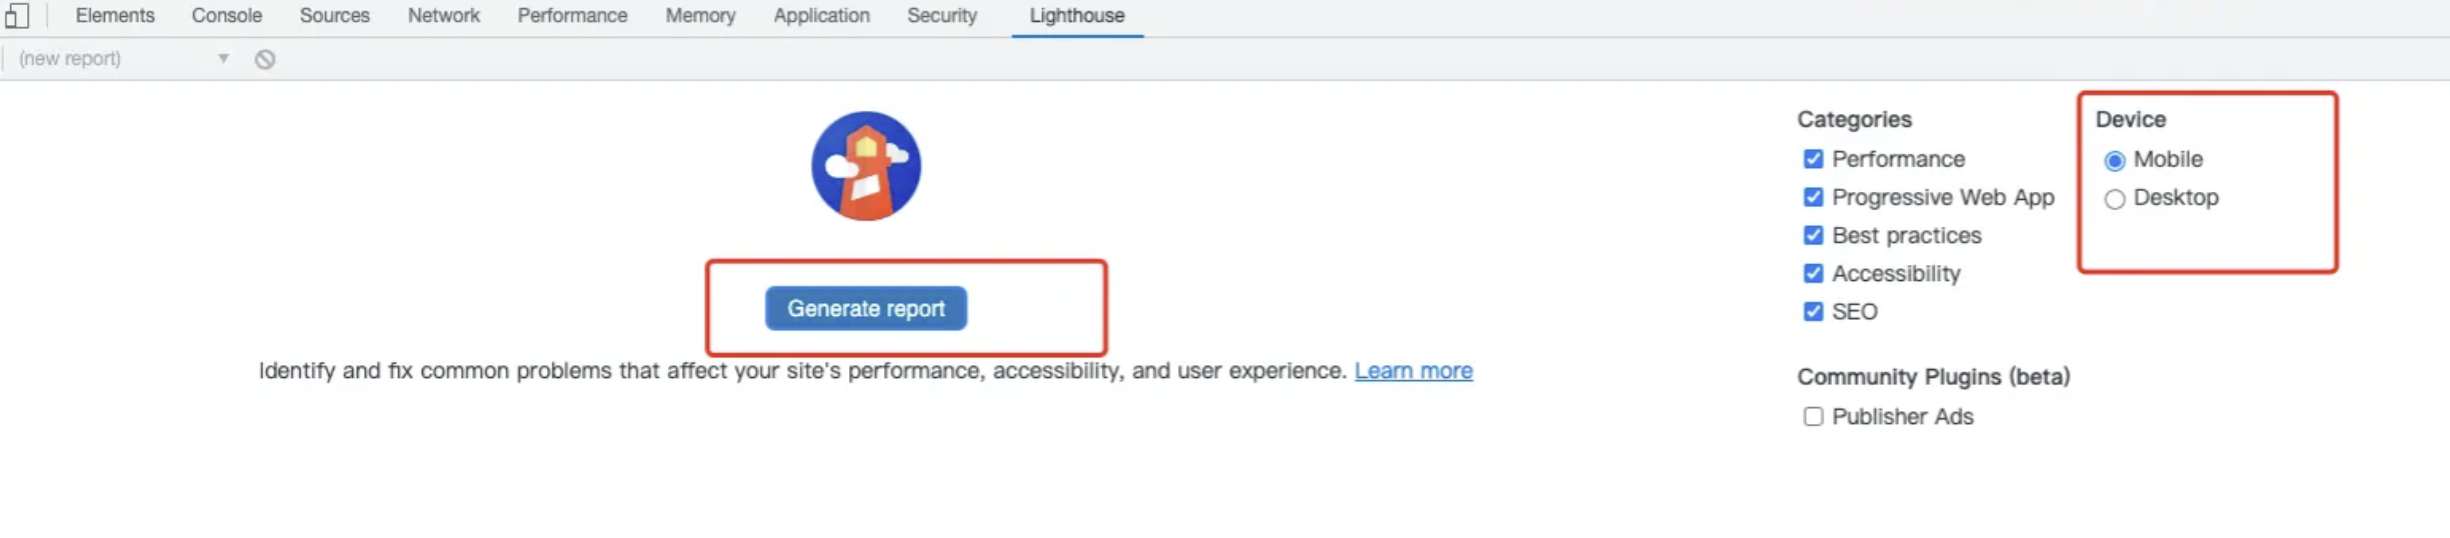 Elements Console Sources Network Performance Memory Application Security Lighthouse
(new report)
Categories
Performance
Progressive Web App
Best practices
Accessibility
SEO
Device
Mobile
Desktop
Generate report
Identify and fix common problems that affect your site's performance, accessibility, and user experience. Learn more
Community Plugins (beta)
Publisher Ads